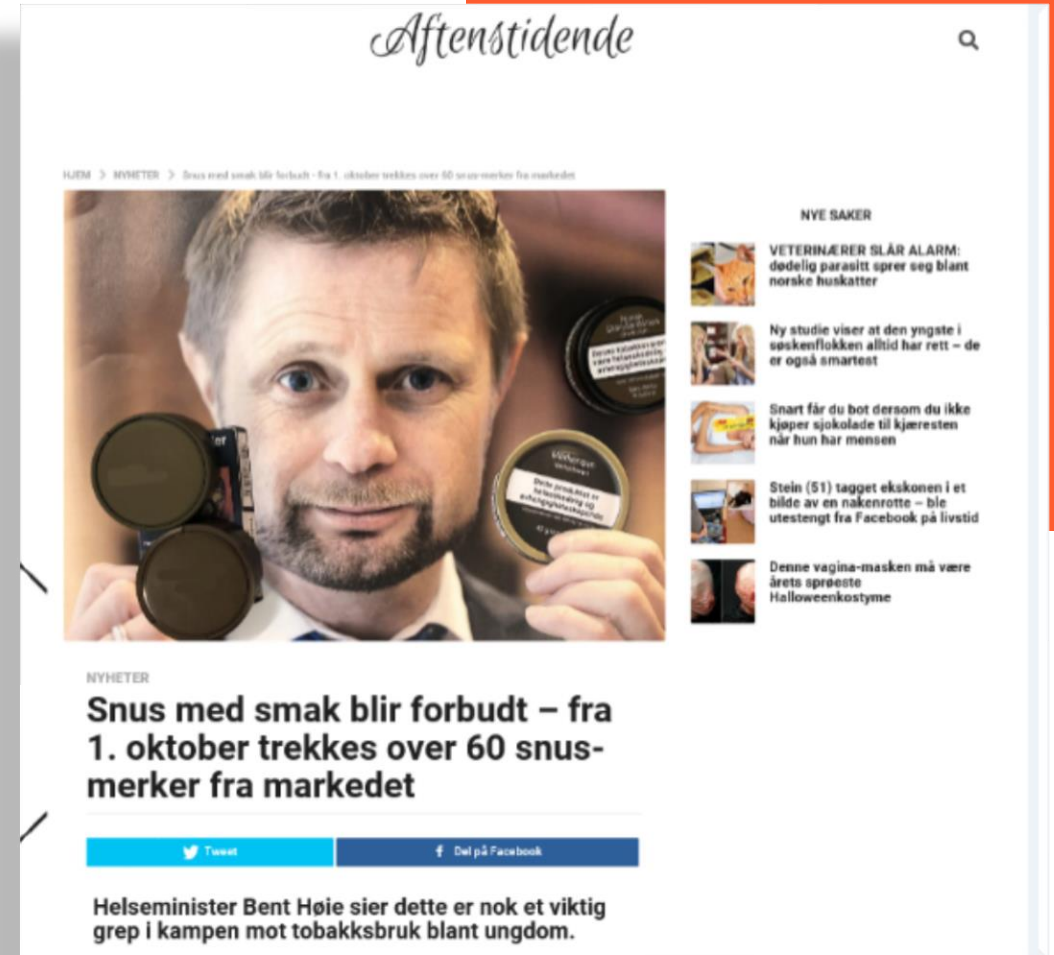 Aftenstidende
HJEM > NYHETER > Snus med smak blir forbudt - fra 1. oktober trekkes over 60 snus-merker fra markedet
NYE SAKER
VETERINÆRER SLÅR ALARM:
dødelig parasitt sprer seg blant
norske huskatter
Ny studie viser at den yngste i
søskenflokken alltid har rett – de
er også smartest
Snart får du bot dersom du ikke
kjøper sjokolade til kjæresten
når hun har mensen
Stein (51) tagget ekskonen i et
bilde av en nakenrotte – ble
utestengt fra Facebook på livstid
Denne vagina-masken må være
årets sprøeste
Halloweenkostyme
Dette produktet er
helseskadelig og
avhengighetsskapende
NYHETER
Snus med smak blir forbudt – fra
1. oktober trekkes over 60 snus-
merker fra markedet
Tweet
Del på Facebook
Helseminister Bent Høie sier dette er nok et viktig
grep i kampen mot tobakksbruk blant ungdom.